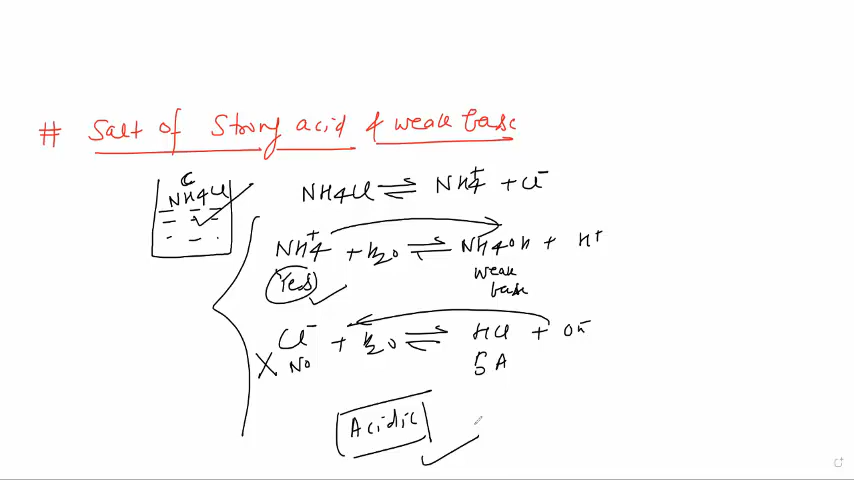 # Salt of Strong acid & weak base
C
NH4Cl
NH4Cl ⇌ NH4+ + Cl-
NH4+ + H2O ⇌ NH4OH + H+
Yes
weak
base
Cl- + H2O ⇌ HCl + OH-
X No
SA
Acidic